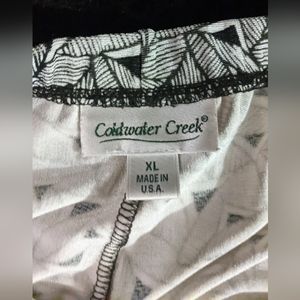 Coldwater Creek®
XL
MADE IN
U.S.A.